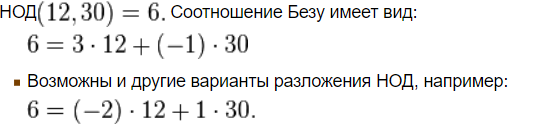 НОД(12, 30) = 6. Соотношение Безу имеет вид:
6 = 3 · 12 + (−1) · 30
▪ Возможны и другие варианты разложения НОД, например:
6 = (−2) · 12 + 1 · 30.